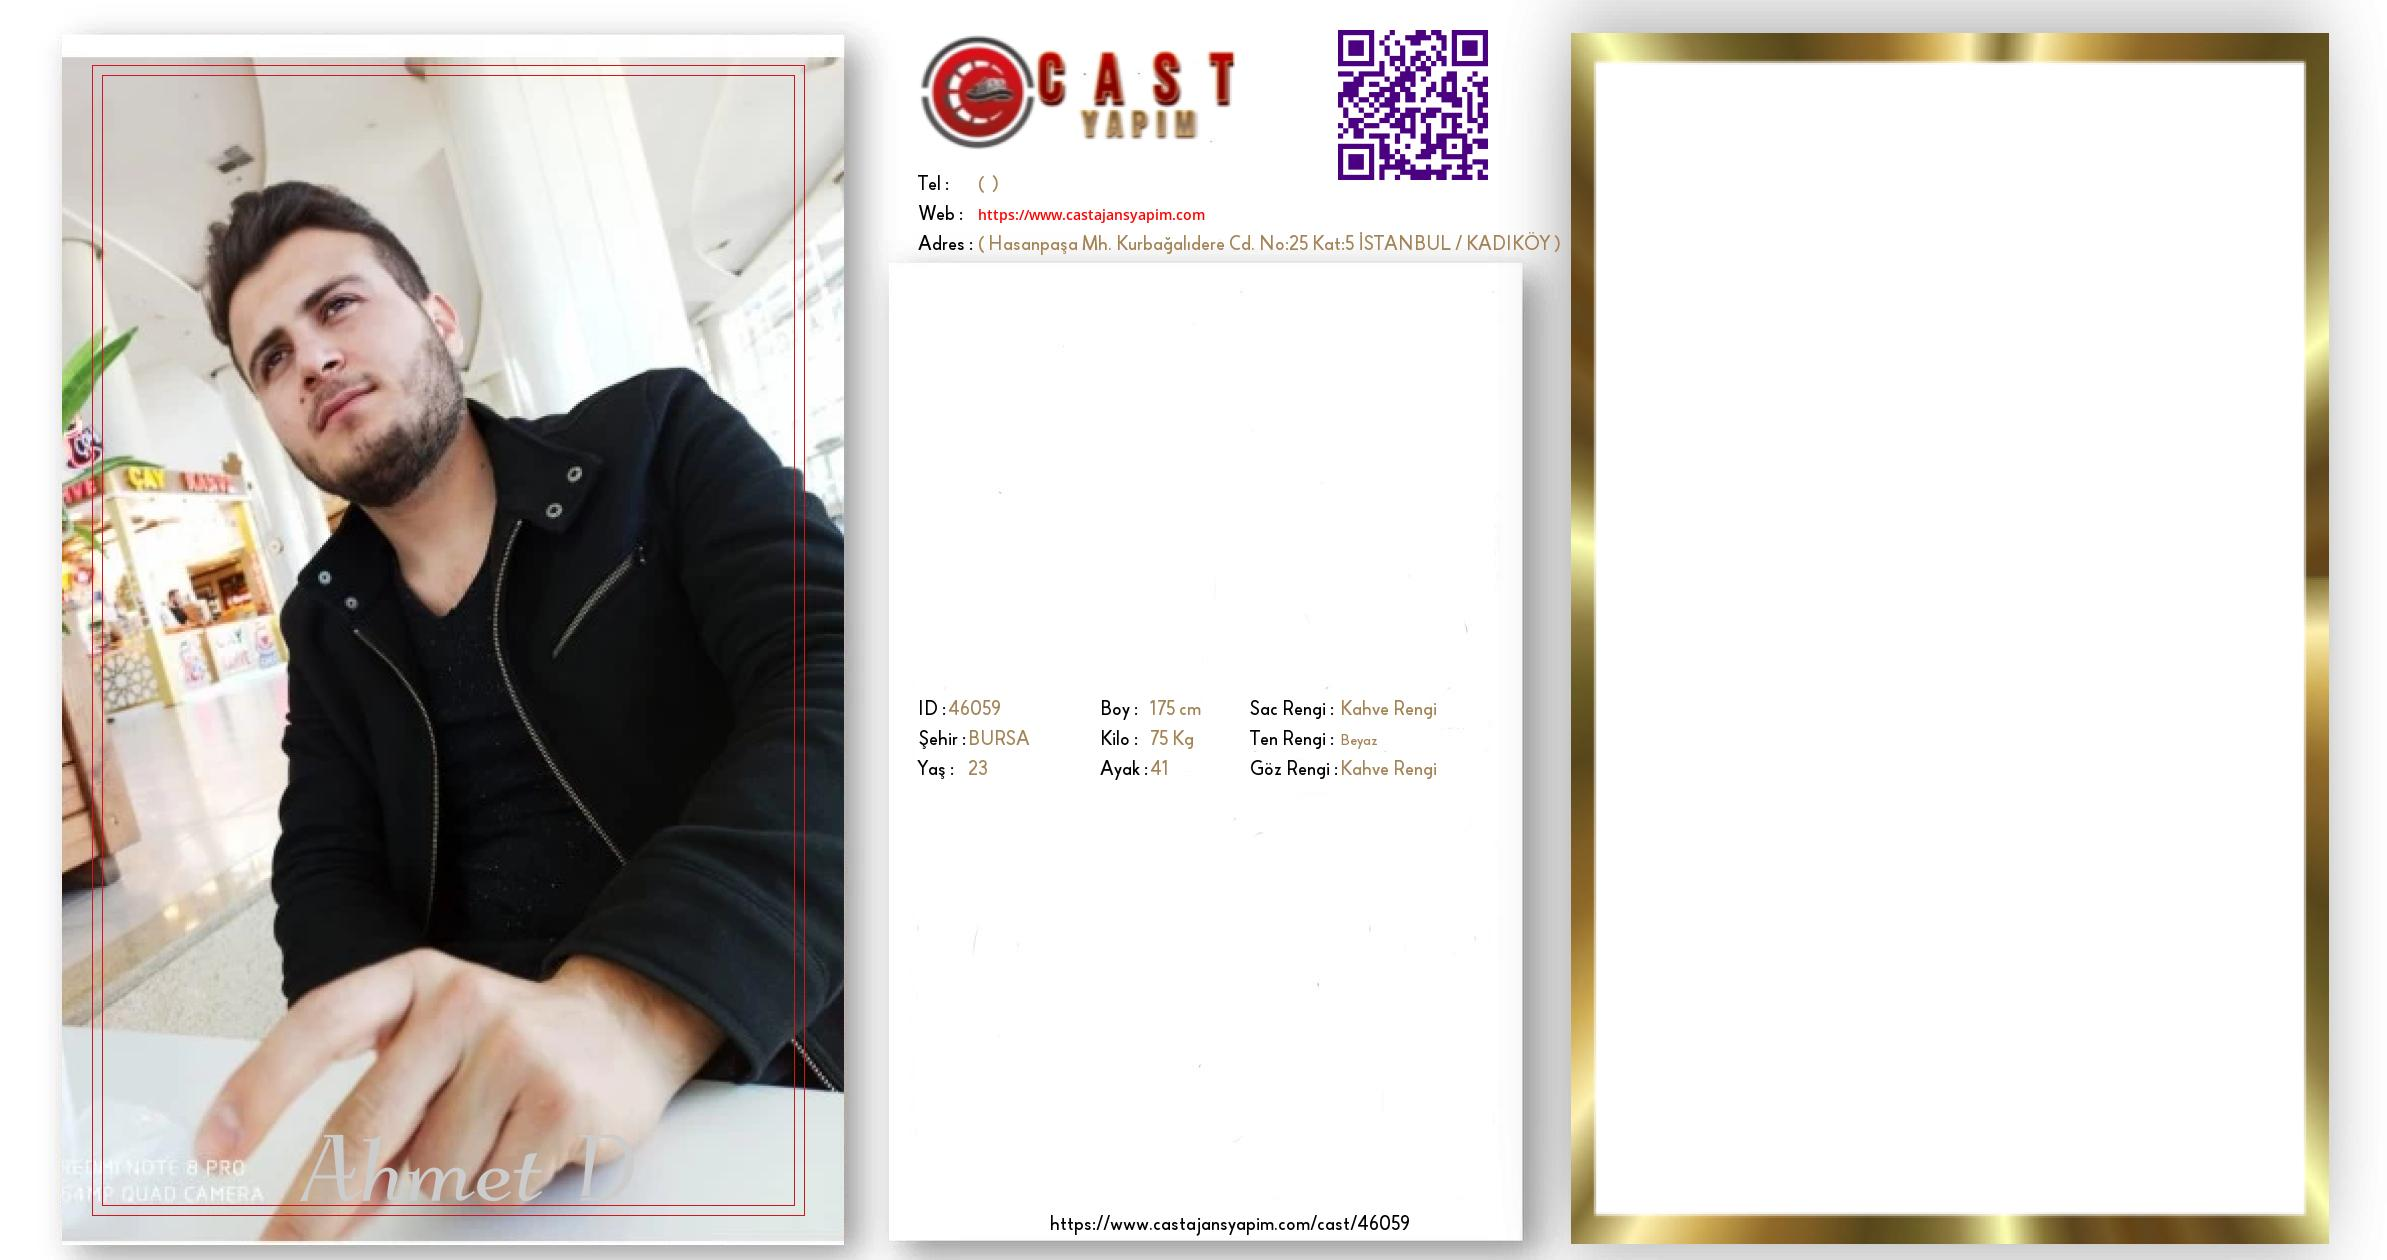 ÇAY KAHVE
REDMI NOTE 8 PRO
64MP QUAD CAMERA
Ahmet D
CAST
YAPIM
Tel : ( )
Web : https://www.castajansyapim.com
Adres : ( Hasanpaşa Mh. Kurbağalıdere Cd. No:25 Kat:5 İSTANBUL / KADIKÖY )
ID : 46059 Boy : 175 cm Sac Rengi : Kahve Rengi
Şehir : BURSA Kilo : 75 Kg Ten Rengi : Beyaz
Yaş : 23 Ayak : 41 Göz Rengi : Kahve Rengi
https://www.castajansyapim.com/cast/46059